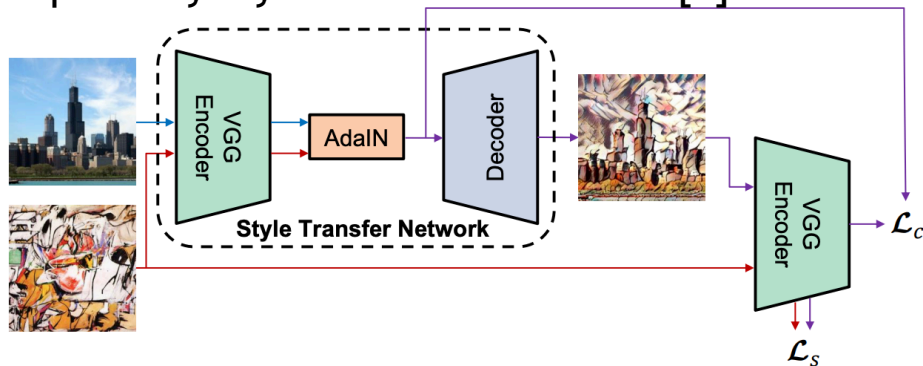 VGG
Encoder
AdaIN
Decoder
Style Transfer Network
VGG
Encoder
𝓛c
𝓛s